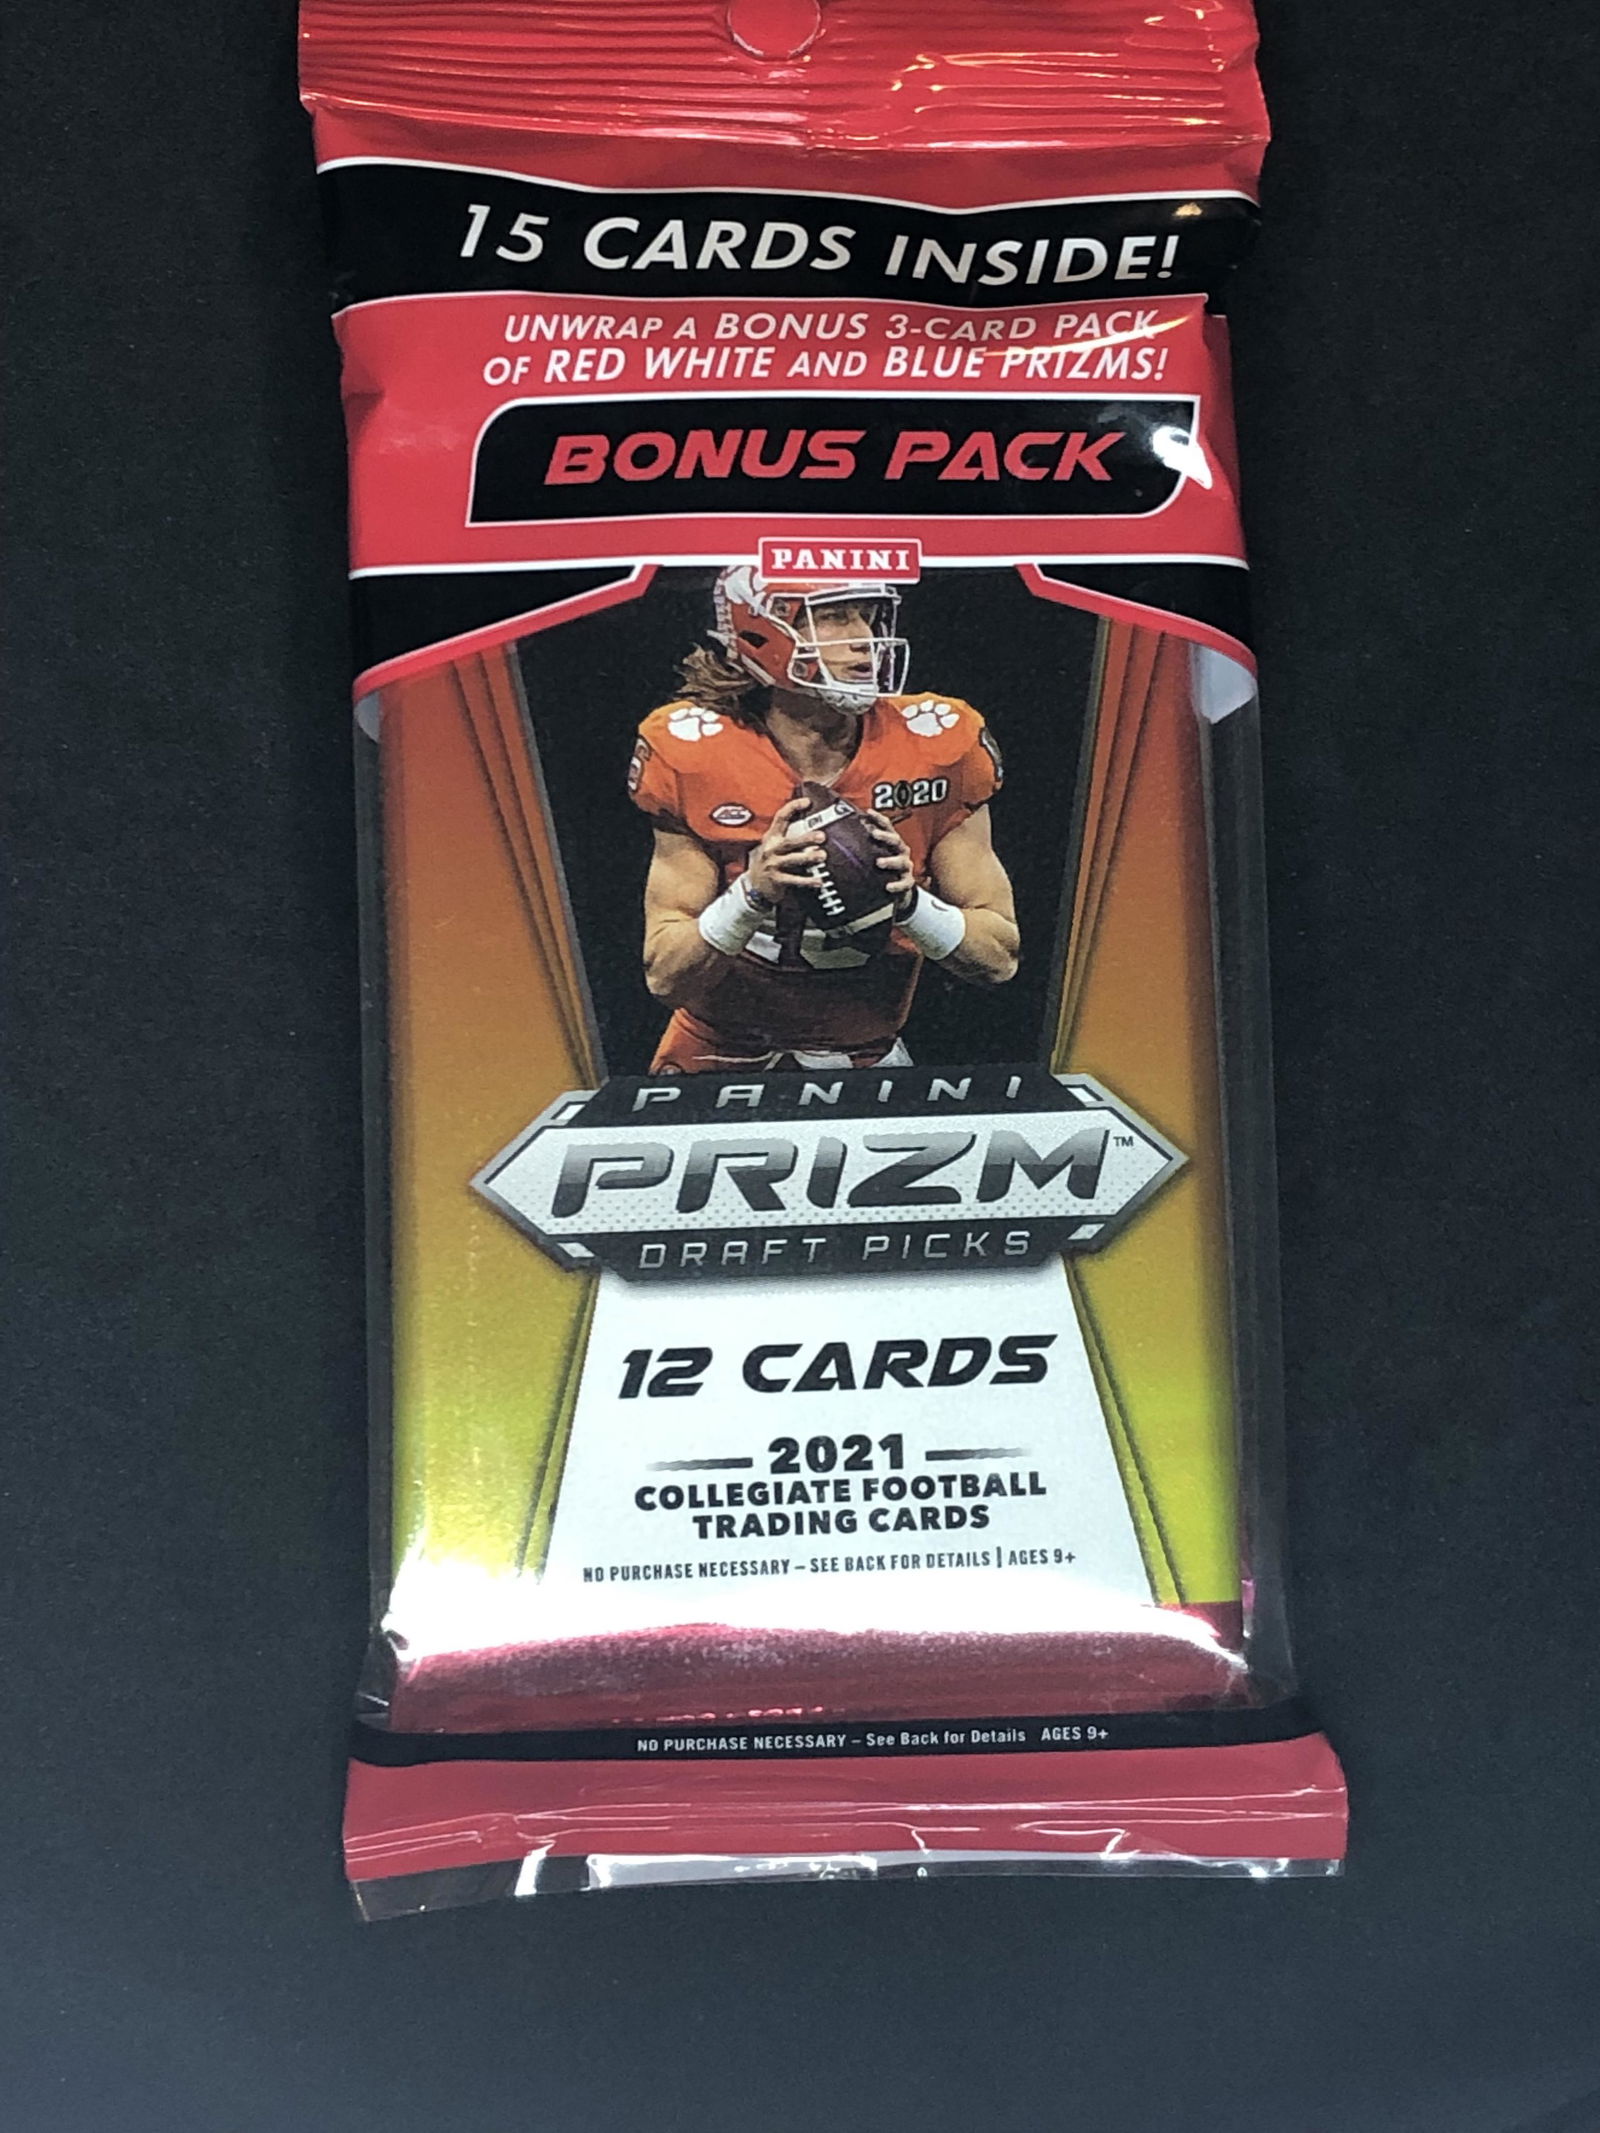 15 CARDS INSIDE!
UNWRAP A BONUS 3-CARD PACK
OF RED WHITE AND BLUE PRIZMS!
BONUS PACK
PANINI
2020
ACC
PANINI
PRIZM™
DRAFT PICKS
12 CARDS
2021
COLLEGIATE FOOTBALL
TRADING CARDS
NO PURCHASE NECESSARY – SEE BACK FOR DETAILS | AGES 9+
NO PURCHASE NECESSARY – See Back for Details AGES 9+